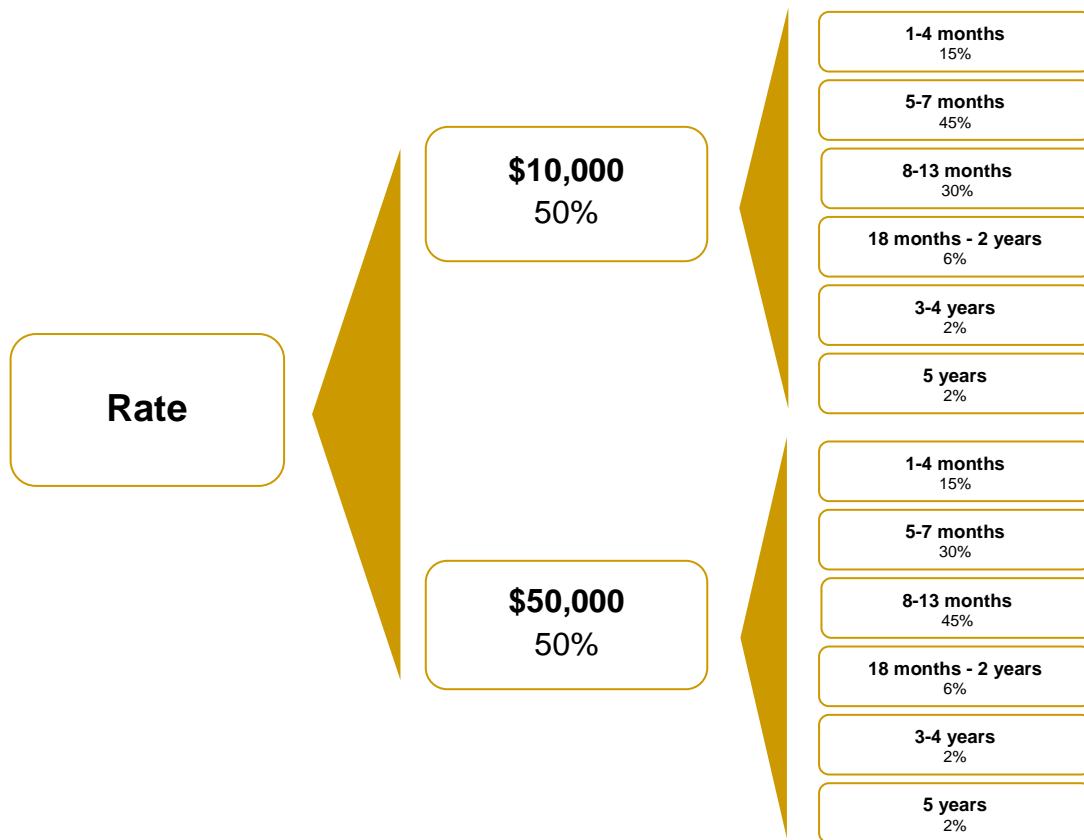 Rate
$10,000
50%
1-4 months
15%
5-7 months
45%
8-13 months
30%
18 months - 2 years
6%
3-4 years
2%
5 years
2%
$50,000
50%
1-4 months
15%
5-7 months
30%
8-13 months
45%
18 months - 2 years
6%
3-4 years
2%
5 years
2%